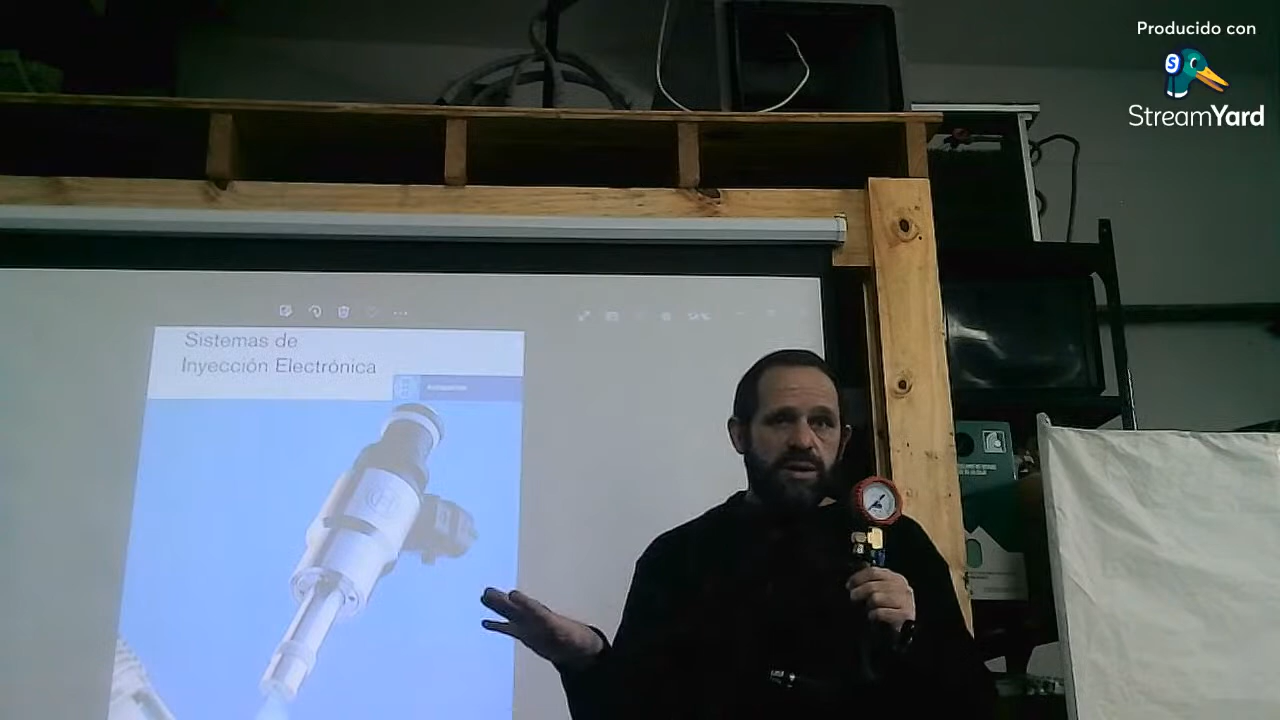 Producido con
StreamYard
Sistemas de
Inyección Electrónica